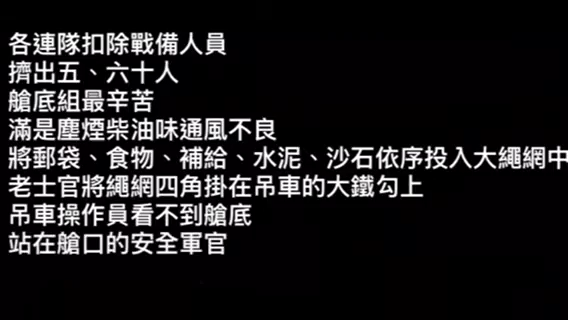 各連隊扣除戰備人員
擠出五、六十人
艙底組最辛苦
滿是塵煙柴油味通風不良
將郵袋、食物、補給、水泥、沙石依序投入大繩網中
老士官將繩網四角掛在吊車的大鐵勾上
吊車操作員看不到艙底
站在艙口的安全軍官